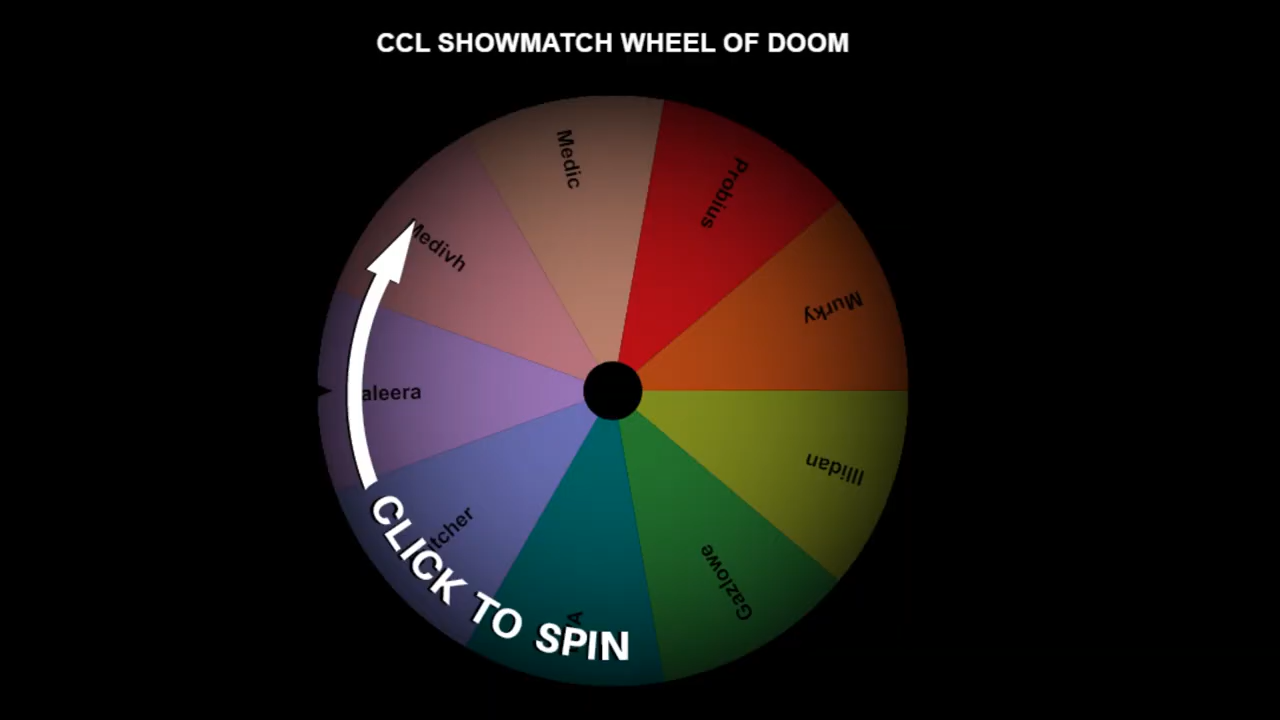 CCL SHOWMATCH WHEEL OF DOOM
Medic
Probius
Medivh
Murky
aleera
Illidan
tcher
Gazlowe
A
CLICK TO SPIN